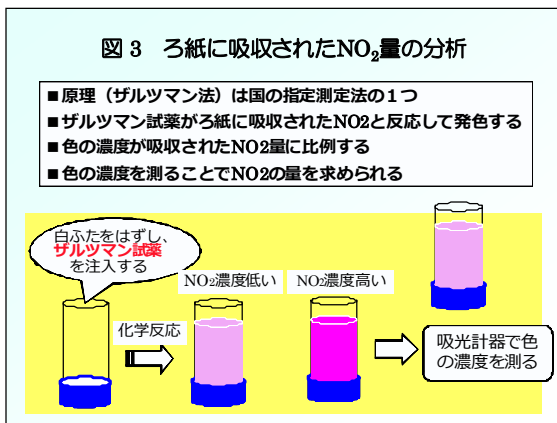 図 3 ろ紙に吸収されたNO₂量の分析
■原理(ザルツマン法)は国の指定測定法の1つ
■ザルツマン試薬がろ紙に吸収されたNO2と反応して発色する
■色の濃度が吸収されたNO2量に比例する
■色の濃度を測ることでNO2の量を求められる
白ふたをはずし、
ザルツマン試薬
を注入する
化学反応
NO₂濃度低い
NO₂濃度高い
吸光計器で色
の濃度を測る